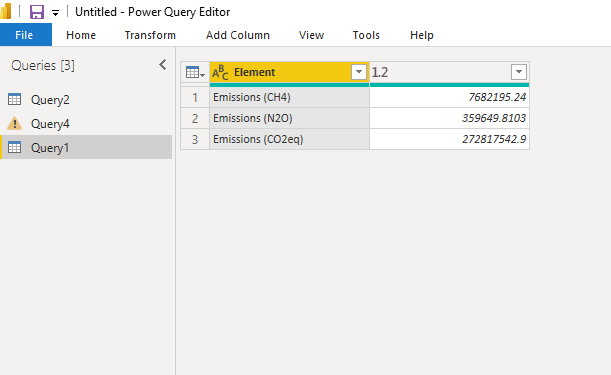 Untitled - Power Query Editor
File Home Transform Add Column View Tools Help
Queries [3]
Query2
Query4
Query1
ABC Element 1.2
1 Emissions (CH4) 7682195.24
2 Emissions (N2O) 359649.8103
3 Emissions (CO2eq) 272817542.9